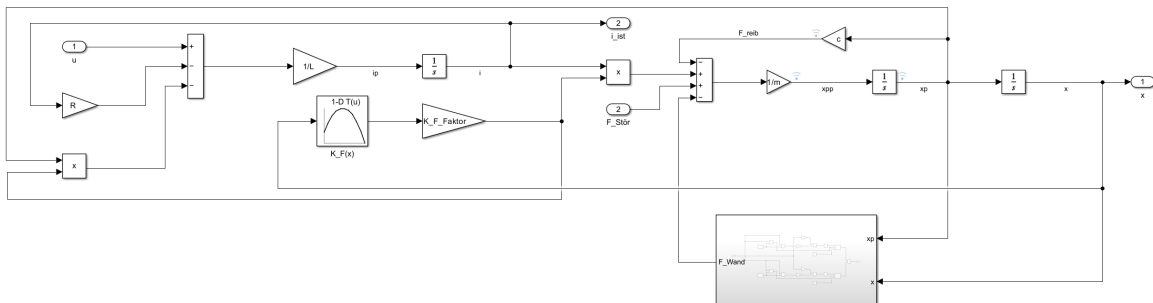 1
u
+
−
−
R
x
1/L
ip
1
s
i
2
i_ist
1-D T(u)
K_F(x)
K_F_Faktor
x
2
F_Stör
F_reib
c
−
+
+
−
1/m
xpp
1
s
xp
1
s
x
1
x
F_Wand
xp
x